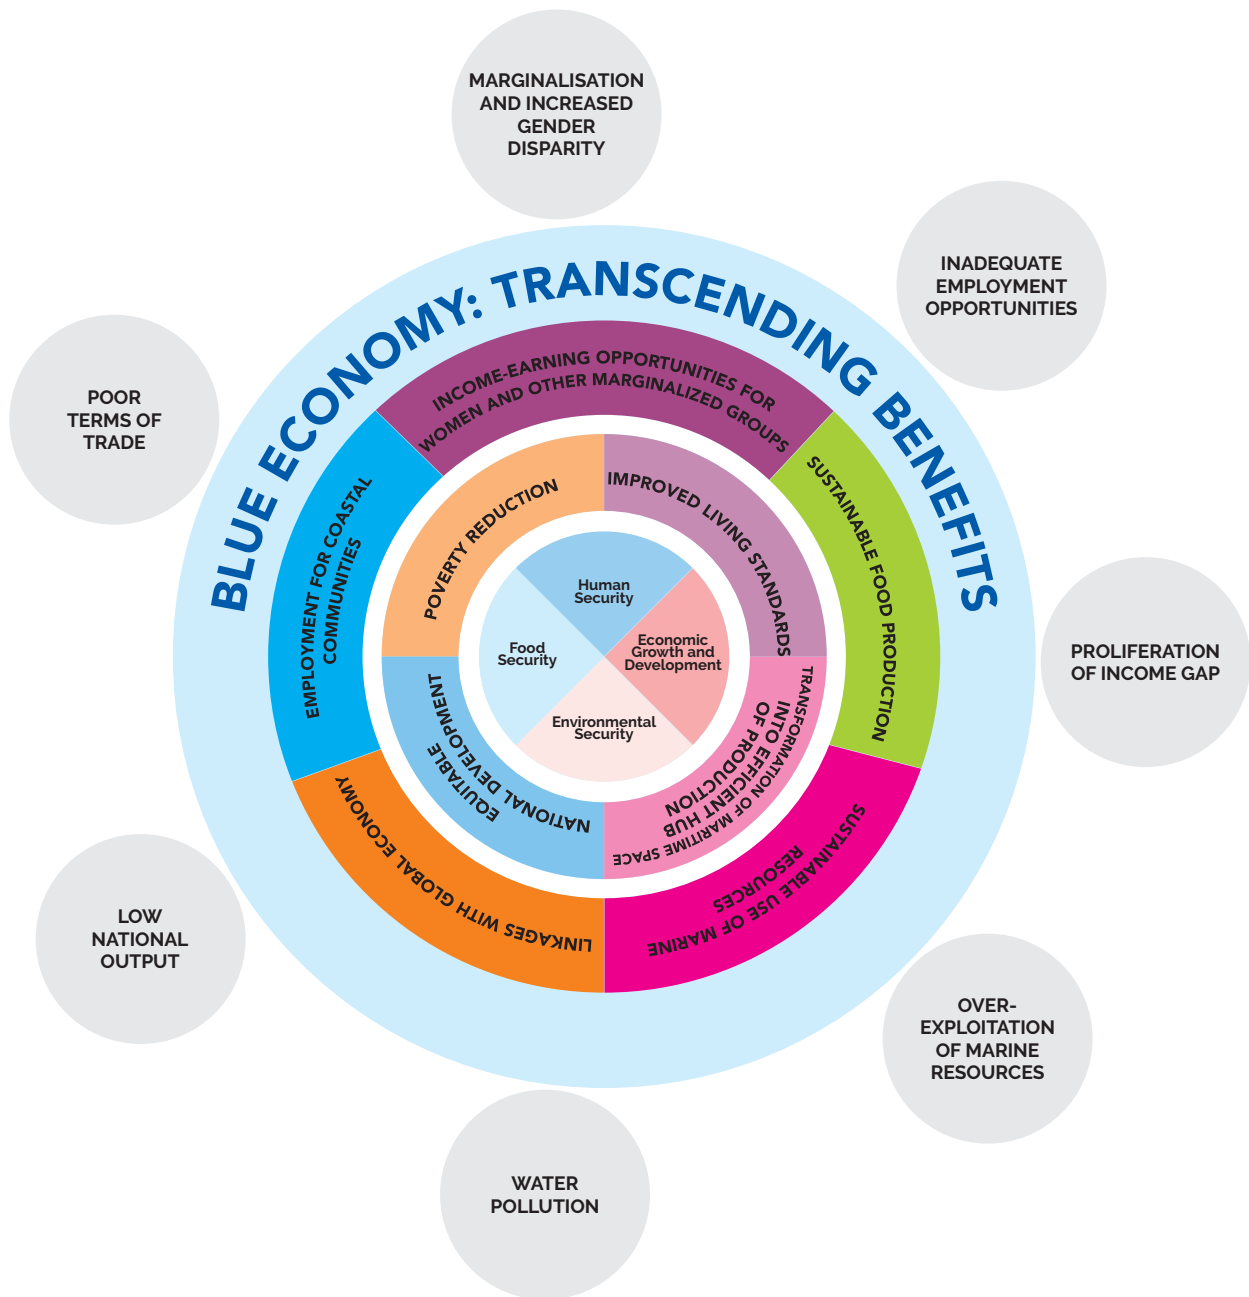 MARGINALISATION
AND INCREASED
GENDER
DISPARITY
INADEQUATE
EMPLOYMENT
OPPORTUNITIES
POOR
TERMS OF
TRADE
PROLIFERATION
OF INCOME GAP
LOW
NATIONAL
OUTPUT
OVER-
EXPLOITATION
OF MARINE
RESOURCES
WATER
POLLUTION
BLUE ECONOMY: TRANSCENDING BENEFITS
INCOME-EARNING OPPORTUNITIES FOR
WOMEN AND OTHER MARGINALIZED GROUPS
SUSTAINABLE FOOD PRODUCTION
SUSTAINABLE USE OF MARINE
RESOURCES
LINKAGES WITH GLOBAL ECONOMY
EMPLOYMENT FOR COASTAL
COMMUNITIES
POVERTY REDUCTION
IMPROVED LIVING STANDARDS
TRANSFORMATION OF MARITIME SPACE
INTO EFFICIENT HUB
OF PRODUCTION
EQUITABLE
NATIONAL DEVELOPMENT
Human
Security
Economic
Growth and
Development
Environmental
Security
Food
Security